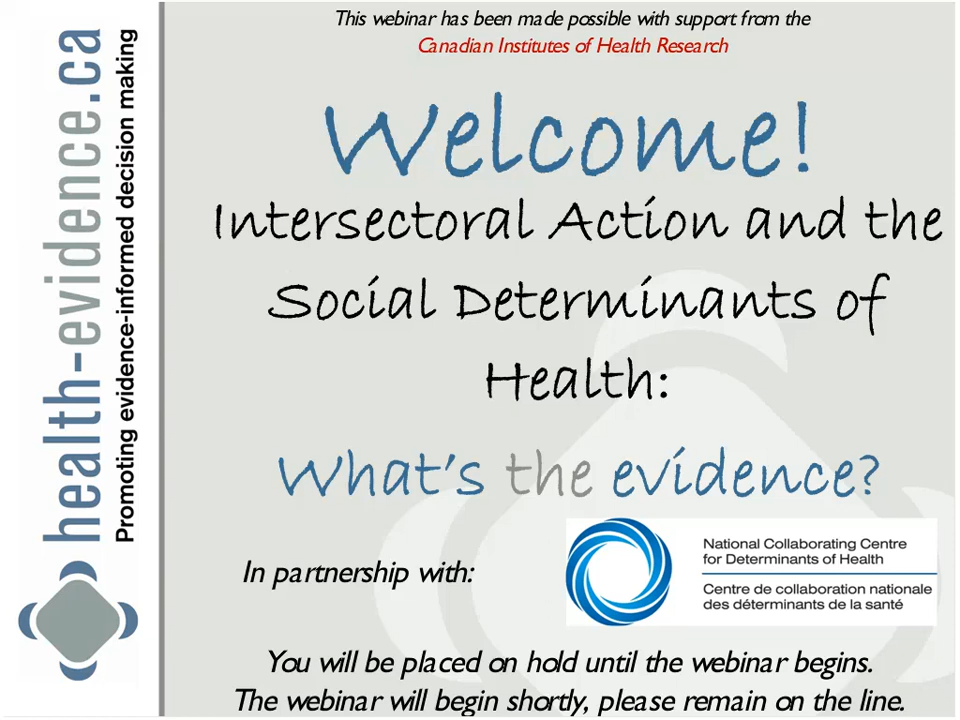 This webinar has been made possible with support from the
Canadian Institutes of Health Research
health-evidence.ca
Promoting evidence-informed decision making
Welcome!
Intersectoral Action and the
Social Determinants of
Health:
What's the evidence?
In partnership with:
National Collaborating Centre
for Determinants of Health
Centre de collaboration nationale
des déterminants de la santé
You will be placed on hold until the webinar begins.
The webinar will begin shortly, please remain on the line.